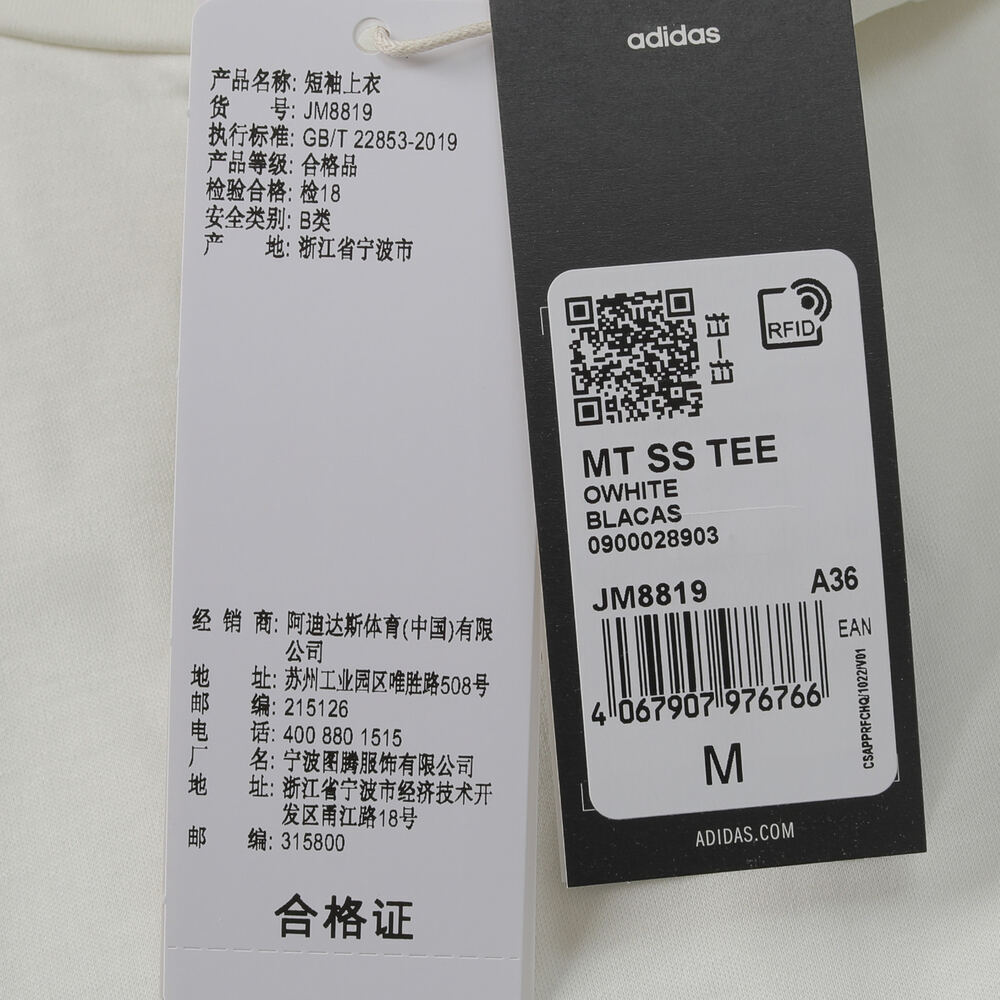 产品名称: 短袖上衣
货 号: JM8819
执行标准: GB/T 22853-2019
产品等级: 合格品
检验合格: 检18
安全类别: B类
产 地: 浙江省宁波市
经 销 商: 阿迪达斯体育(中国)有限
公司
地 址: 苏州工业园区唯胜路508号
邮 编: 215126
电 话: 400 880 1515
厂 名: 宁波图腾服饰有限公司
地 址: 浙江省宁波市经济技术开
发区甬江路18号
邮 编: 315800
合格证
adidas
扫一扫
RFID
MT SS TEE
OWHITE
BLACAS
0900028903
JM8819
A36
EAN
4 067907 976766
CSAPPRFCHQ/1022/V01
M
ADIDAS.COM